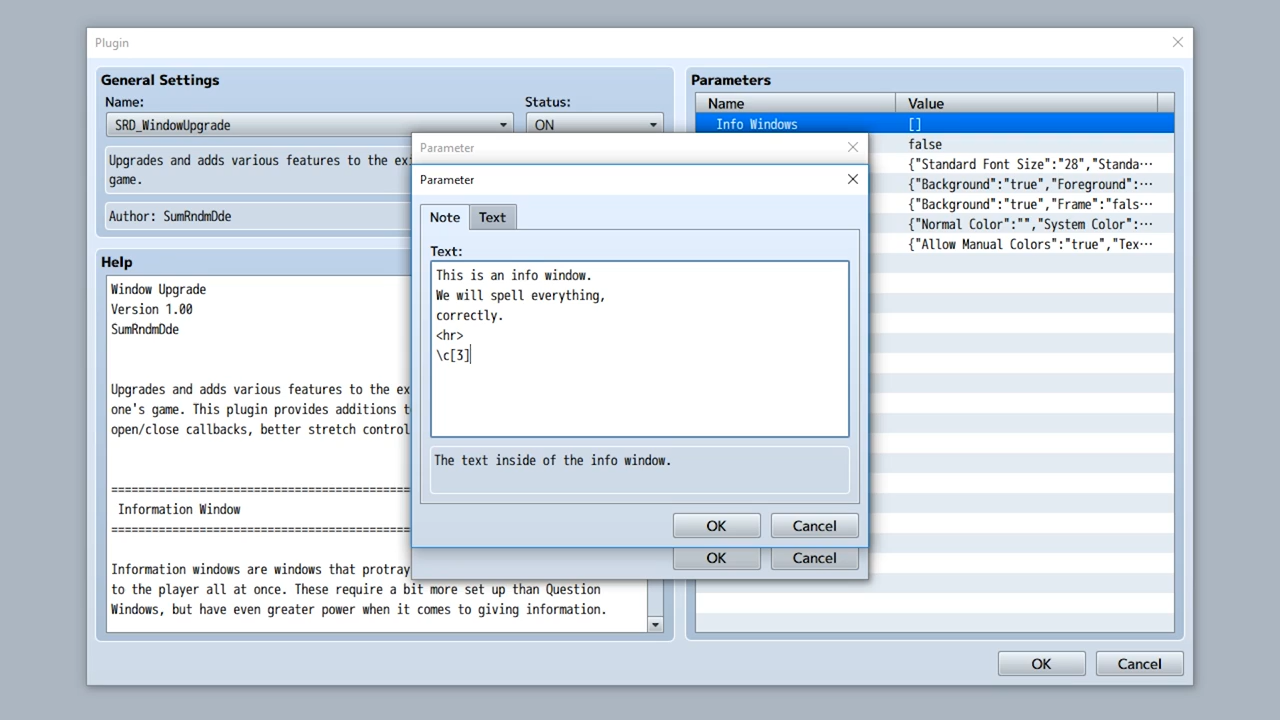 Plugin
General Settings
Name:
Status:
SRD_WindowUpgrade
ON
Upgrades and adds various features to the exi
game.
Author: SumRndmDde
Help
Window Upgrade
Version 1.00
SumRndmDde
Upgrades and adds various features to the ex
one's game. This plugin provides additions t
open/close callbacks, better stretch control
===========================================
Information Window
===========================================
Information windows are windows that protray
to the player all at once. These require a bit more set up than Question
Windows, but have even greater power when it comes to giving information.
Parameters
Name
Value
Info Windows
[]
false
{"Standard Font Size":"28","Standa···
{"Background":"true","Foreground":···
{"Background":"true","Frame":"fals···
{"Normal Color":"","System Color":···
{"Allow Manual Colors":"true","Tex···
OK
Cancel
Parameter
Parameter
Note
Text
Text:
This is an info window.
We will spell everything,
correctly.
<hr>
\c[3]
The text inside of the info window.
OK
Cancel
OK
Cancel